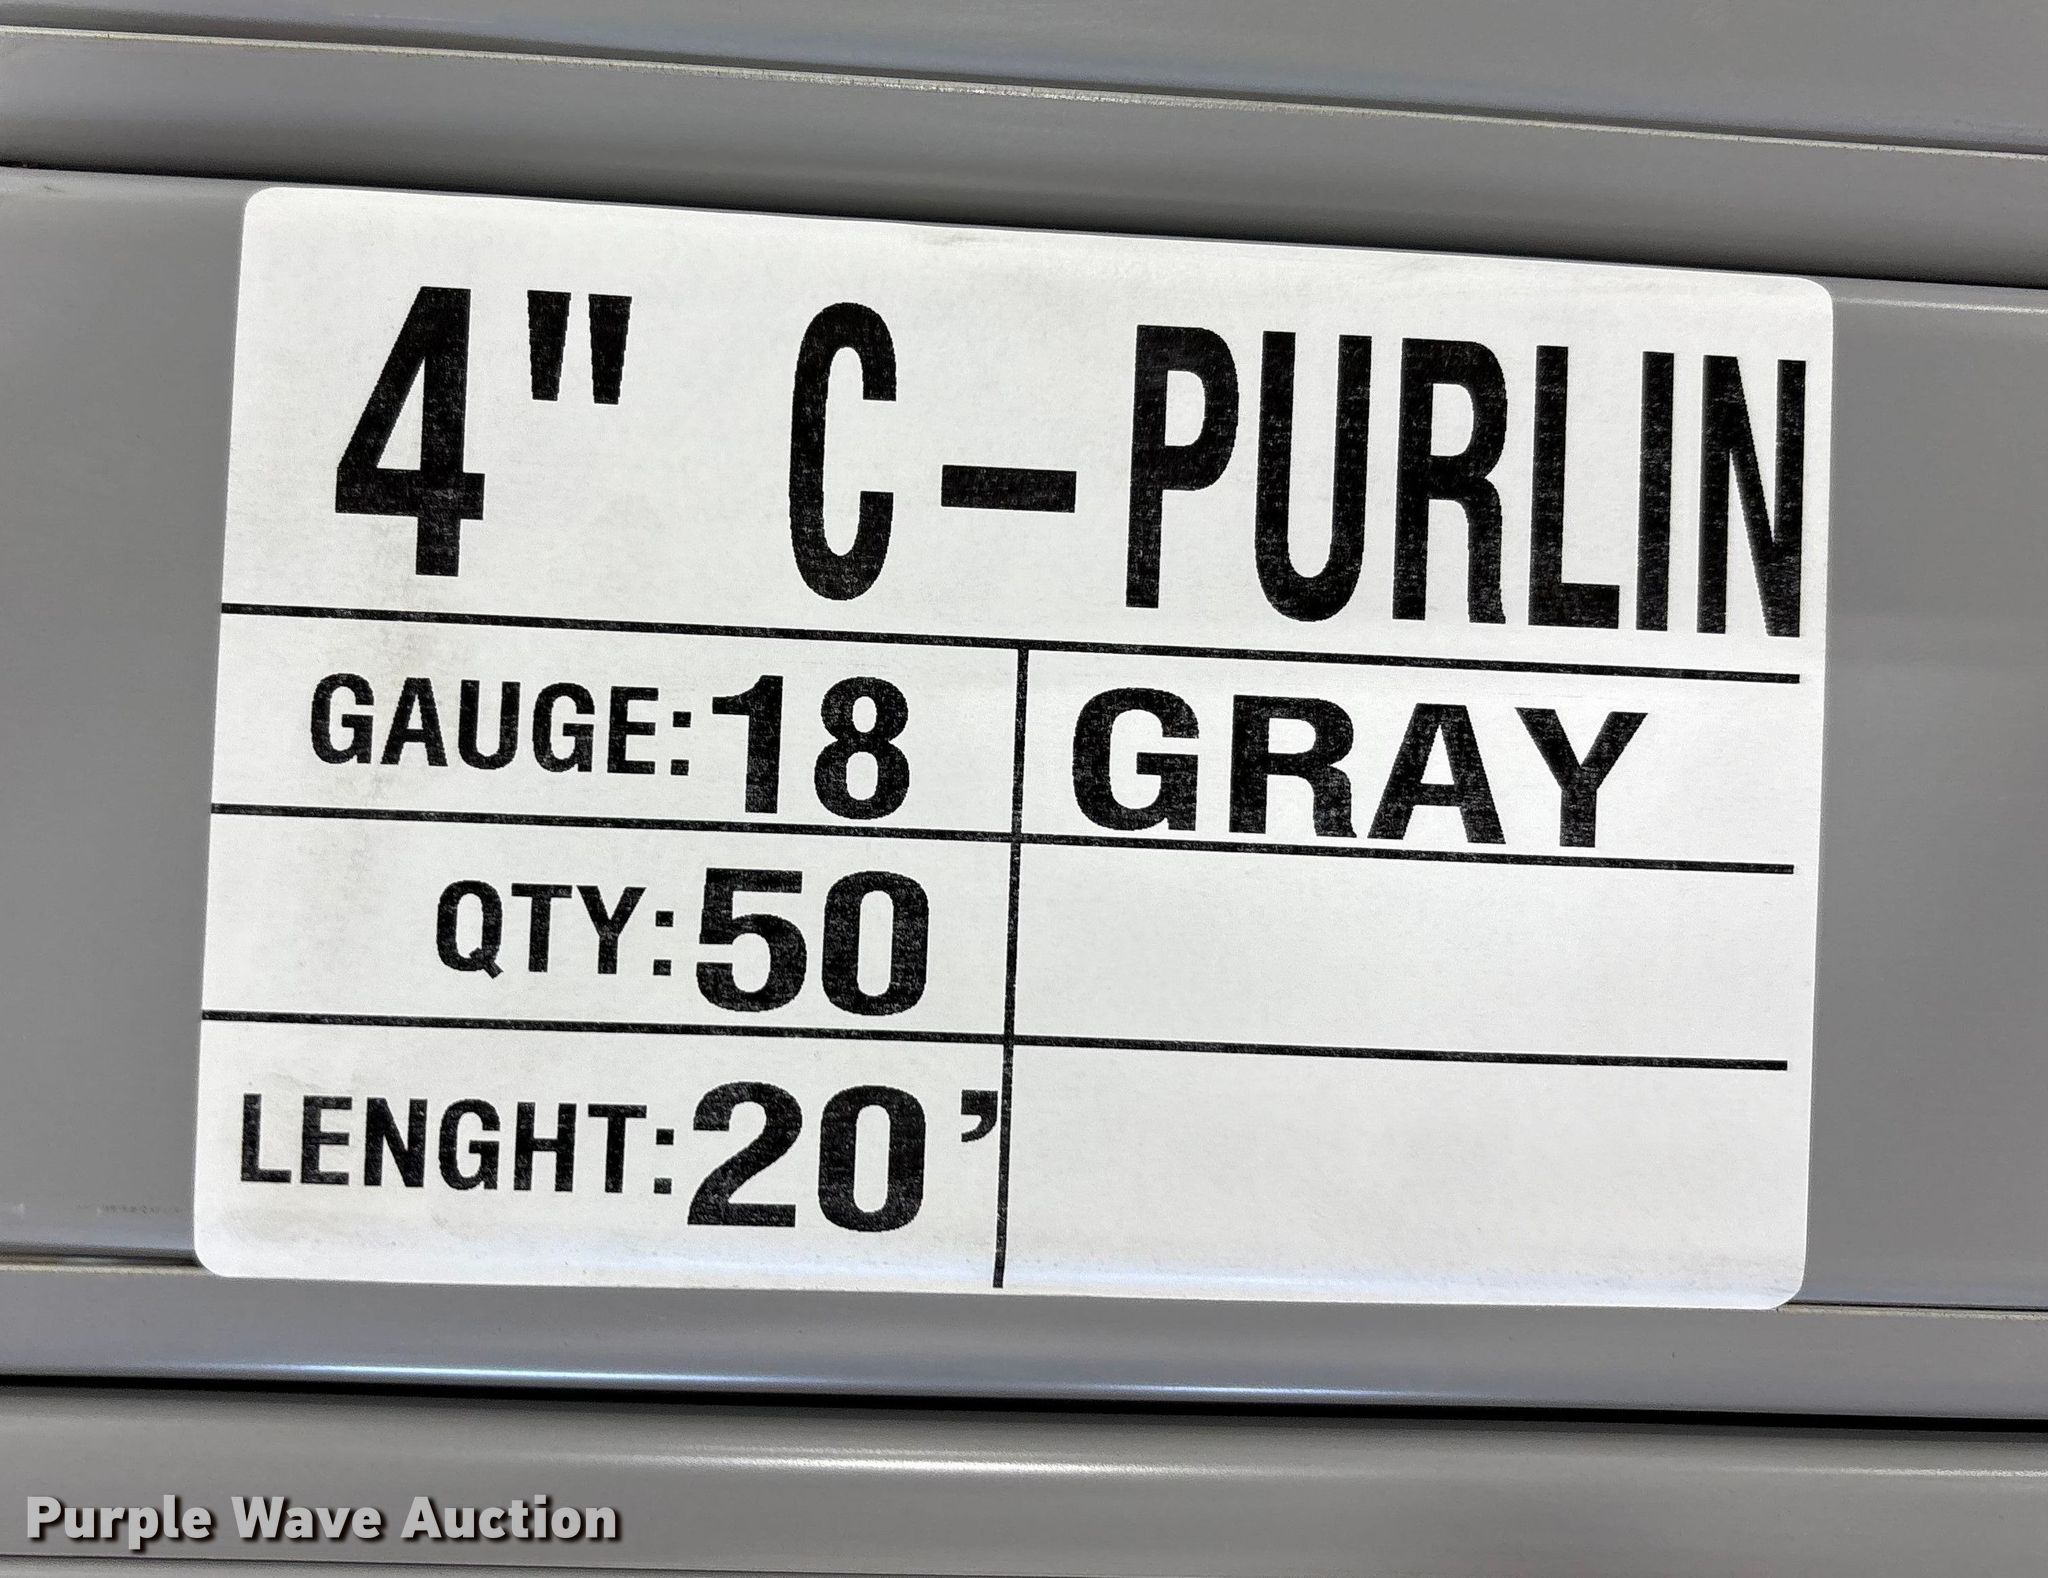 4" C-PURLIN
GAUGE:18 GRAY
QTY:50
LENGHT:20'
Purple Wave Auction